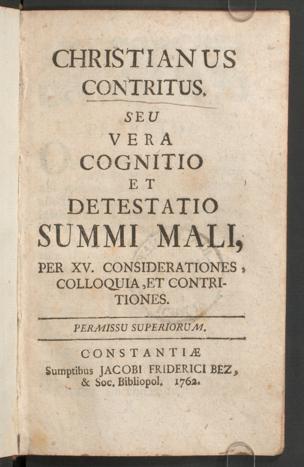 CHRISTIANUS
CONTRITUS.
SEU
VERA
COGNITIO
ET
DETESTATIO
SUMMI MALI,
PER XV. CONSIDERATIONES,
COLLOQUIA, ET CONTRI-
TIONES.
PERMISSU SUPERIORUM.
CONSTANTIÆ
Sumptibus JACOBI FRIDERICI BEZ,
& Soc. Bibliopol. 1762.